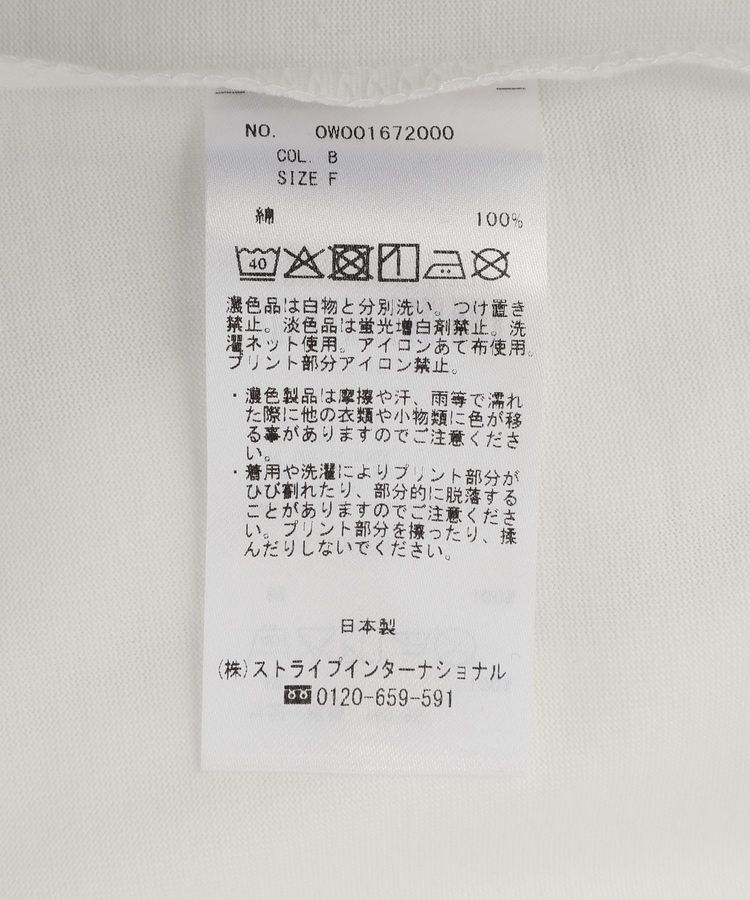 NO. OW001672000
COL. B
SIZE F
綿 100%
40
濃色品は白物と分別洗い。つけ置き
禁止。淡色品は蛍光増白剤禁止。洗
濯ネット使用。アイロンあて布使用。
プリント部分アイロン禁止。
・濃色製品は摩擦や汗、雨等で濡れ
た際に他の衣類や小物類に色が移
る事がありますのでご注意くださ
い。
・着用や洗濯によりプリント部分が
ひび割れたり、部分的に脱落する
ことがありますのでご注意くださ
い。プリント部分を擦ったり、揉
んだりしないでください。
日本製
(株)ストライプインターナショナル
0120-659-591